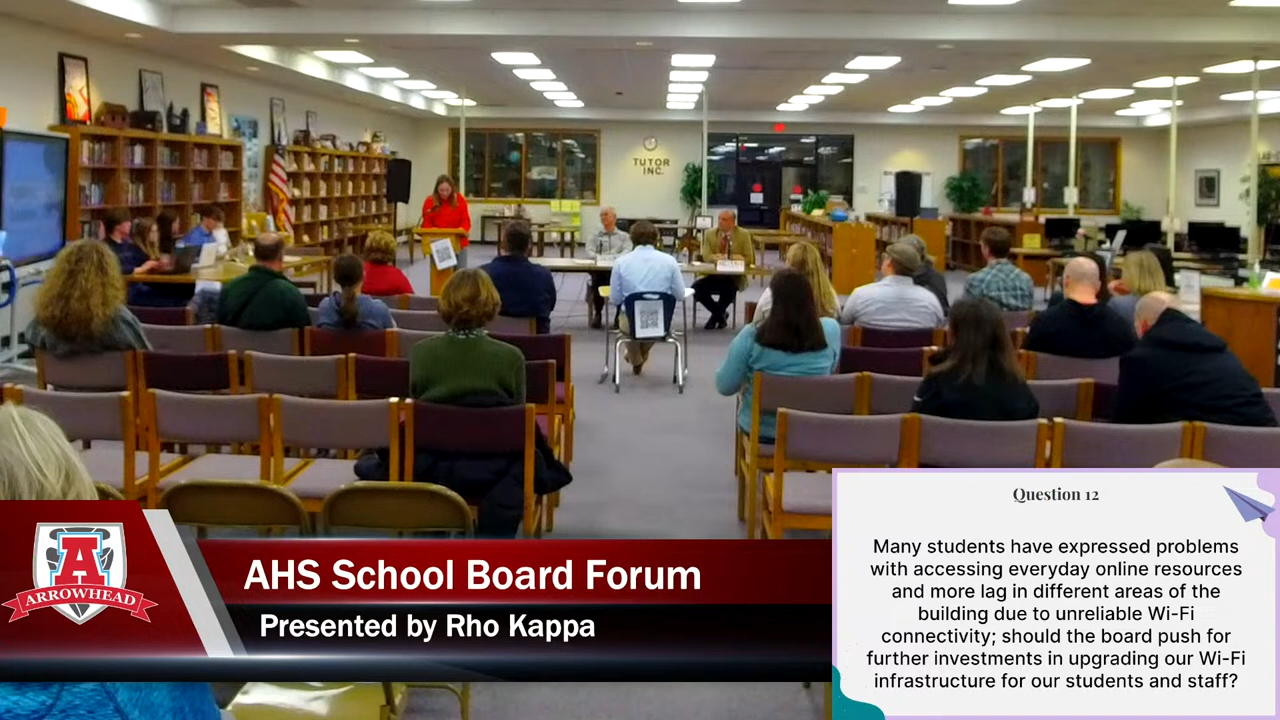 TUTOR
INC.
Question 12
Many students have expressed problems
with accessing everyday online resources
and more lag in different areas of the
building due to unreliable Wi-Fi
connectivity; should the board push for
further investments in upgrading our Wi-Fi
infrastructure for our students and staff?
A
ARROWHEAD
AHS School Board Forum
Presented by Rho Kappa